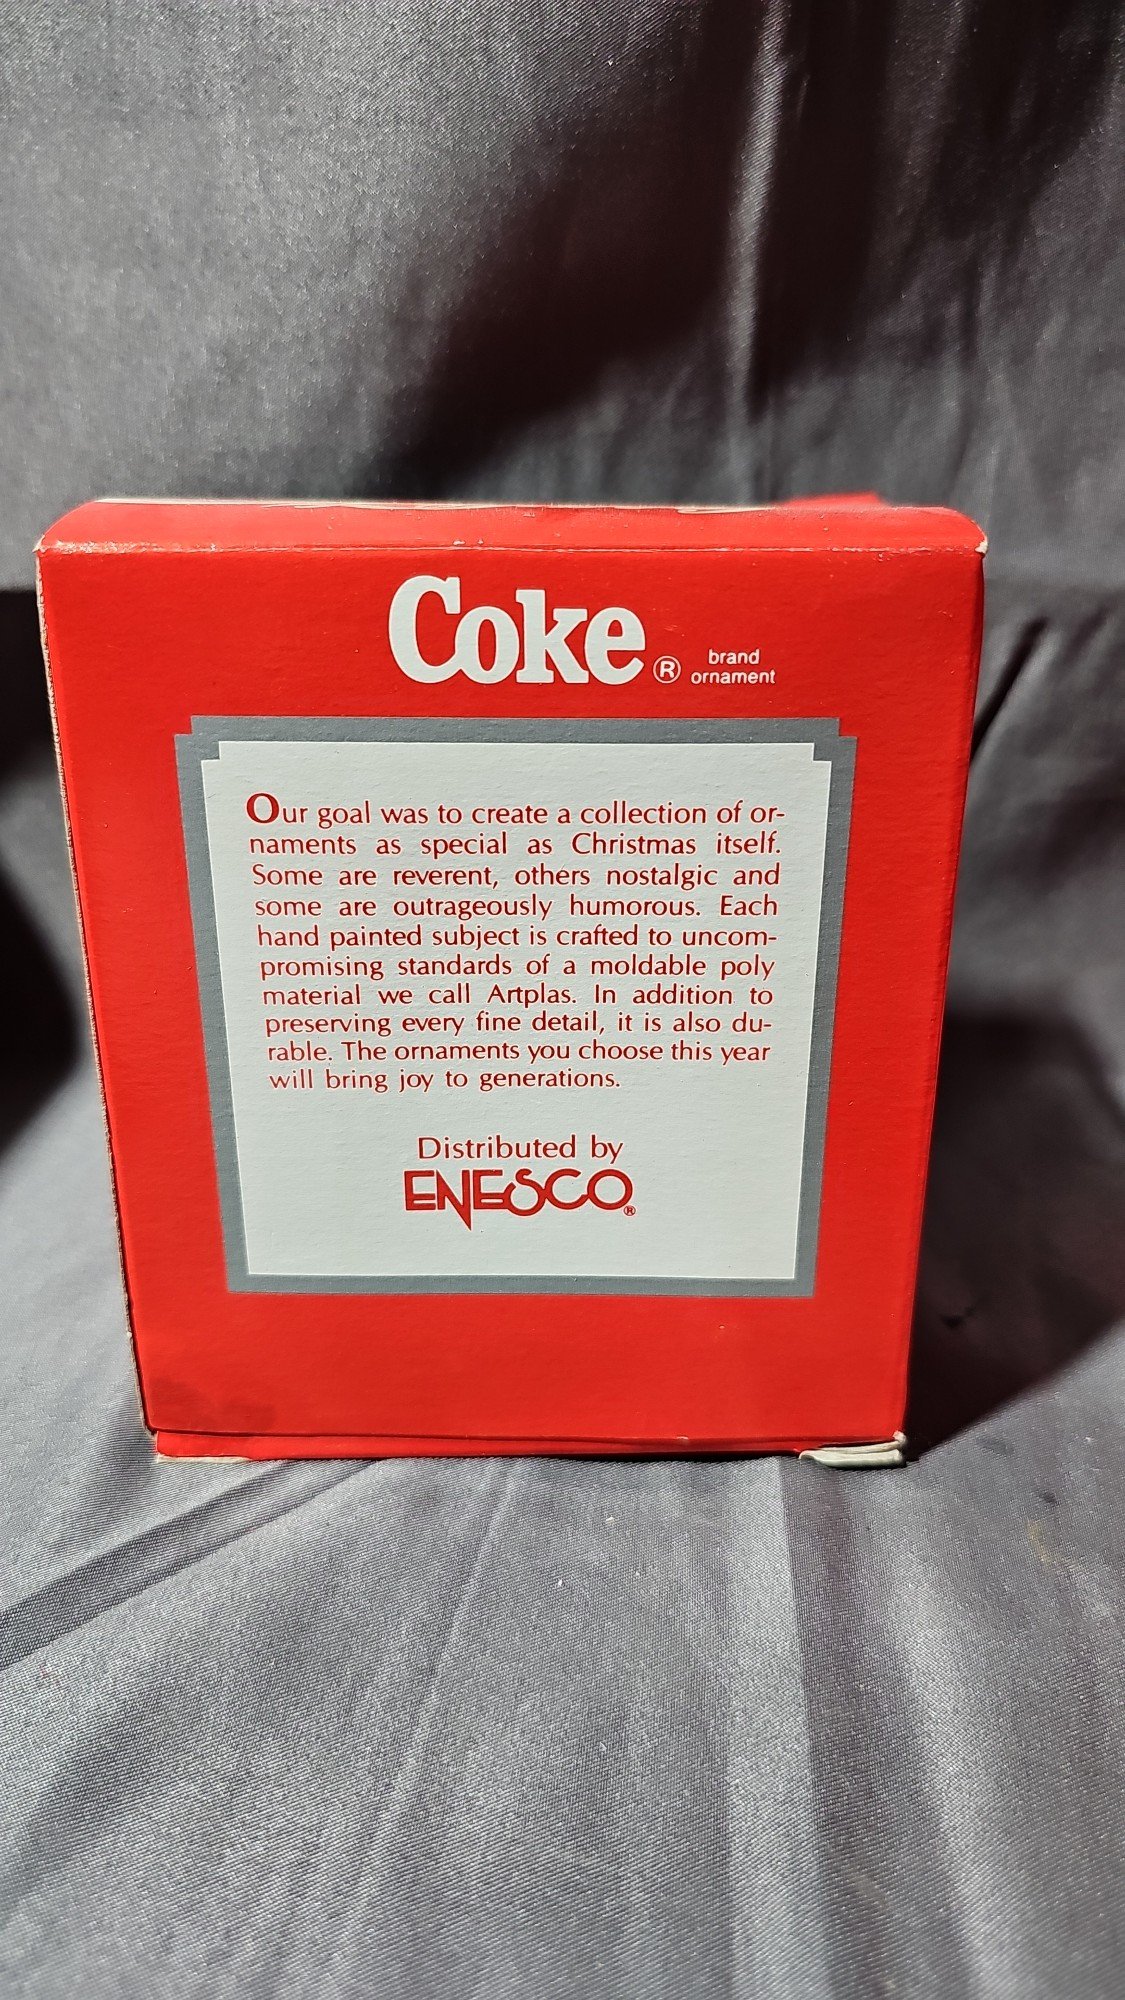 Coke ® brand
ornament
Our goal was to create a collection of or-
naments as special as Christmas itself.
Some are reverent, others nostalgic and
some are outrageously humorous. Each
hand painted subject is crafted to uncom-
promising standards of a moldable poly
material we call Artplas. In addition to
preserving every fine detail, it is also du-
rable. The ornaments you choose this year
will bring joy to generations.
Distributed by
ENESCO®